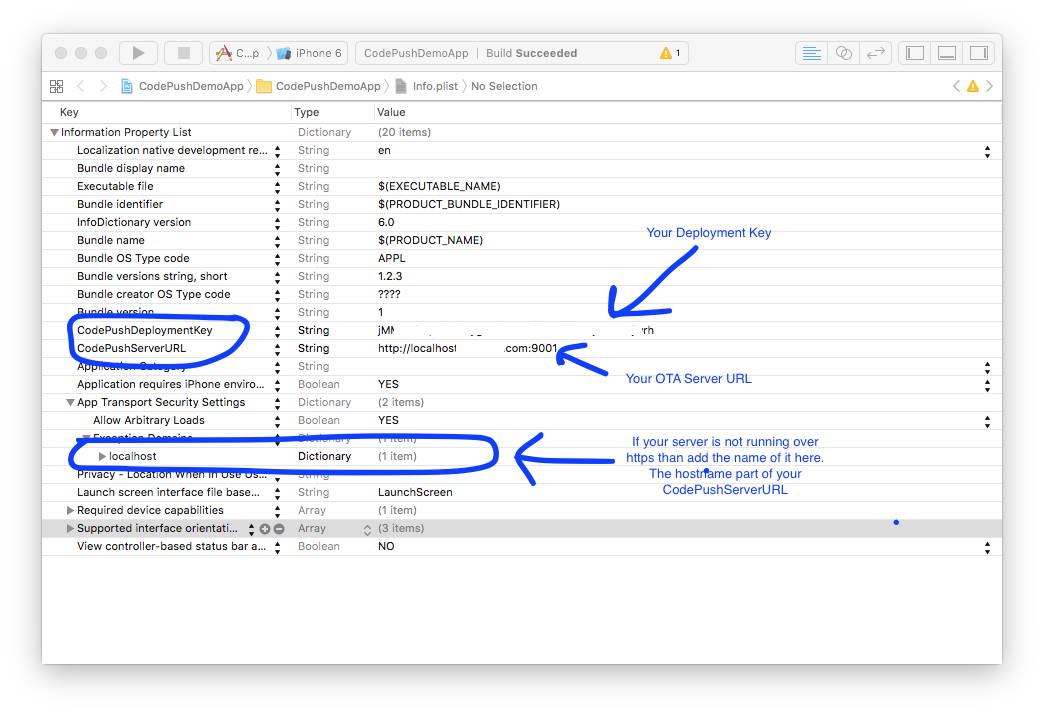 C...p iPhone 6 CodePushDemoApp | Build Succeeded 1
CodePushDemoApp CodePushDemoApp Info.plist No Selection
Key Type Value
Information Property List Dictionary (20 items)
Localization native development re... String en
Bundle display name String
Executable file String $(EXECUTABLE_NAME)
Bundle identifier String $(PRODUCT_BUNDLE_IDENTIFIER)
InfoDictionary version String 6.0
Bundle name String $(PRODUCT_NAME)
Your Deployment Key
Bundle OS Type code String APPL
Bundle versions string, short String 1.2.3
Bundle creator OS Type code String ????
Bundle version String 1
CodePushDeploymentKey String
CodePushServerURL String http://localhost .com:9001
Application Category String
Your OTA Server URL
Application requires iPhone enviro... Boolean YES
App Transport Security Settings Dictionary (2 items)
Allow Arbitrary Loads Boolean YES
Exception Domains Dictionary (1 item)
localhost Dictionary (1 item)
If your server is not running over
https than add the name of it here.
The hostname part of your
CodePushServerURL
Privacy - Location When In Use Us... String
Launch screen interface file base... String LaunchScreen
Required device capabilities Array (1 item)
Supported interface orientati... Array (3 items)
View controller-based status bar a... Boolean NO